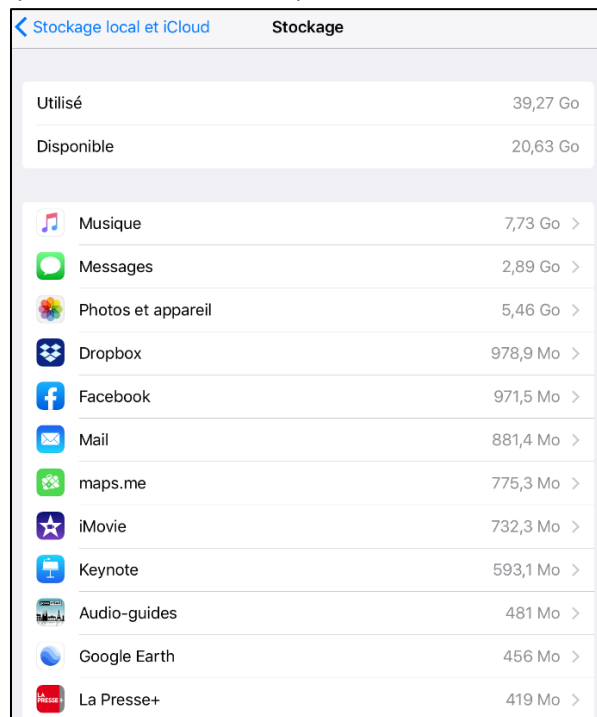 Stockage local et iCloud Stockage
Utilisé 39,27 Go
Disponible 20,63 Go
Musique 7,73 Go
Messages 2,89 Go
Photos et appareil 5,46 Go
Dropbox 978,9 Mo
Facebook 971,5 Mo
Mail 881,4 Mo
maps.me 775,3 Mo
iMovie 732,3 Mo
Keynote 593,1 Mo
Audio-guides 481 Mo
Google Earth 456 Mo
La Presse+ 419 Mo